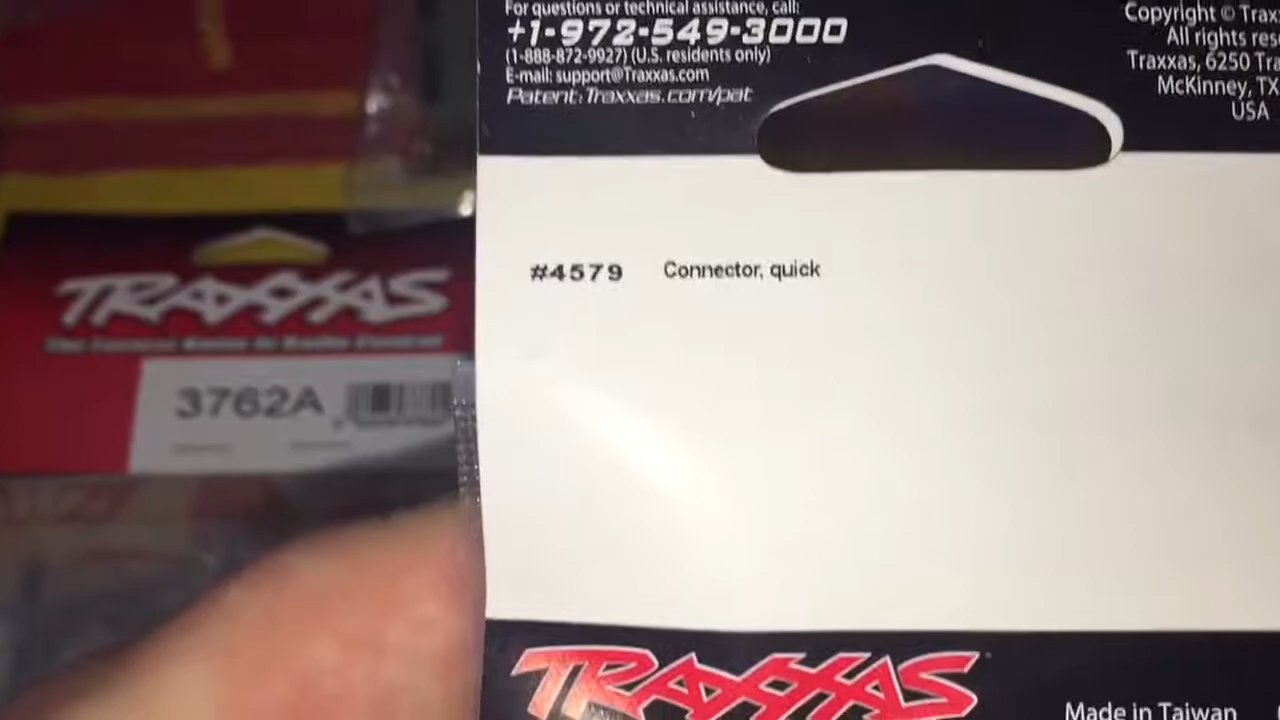 For questions or technical assistance, call:
+1-972-549-3000
(1-888-872-9927) (U.S. residents only)
E-mail: support@Traxxas.com
Patent: Traxxas.com/pat
Copyright © Trax
All rights res
Traxxas, 6250 Tra
McKinney, TX
USA
#4579 Connector, quick
TRAXXAS
Made in Taiwan
TRAXXAS
The Fastest Name in Radio Control
3762A